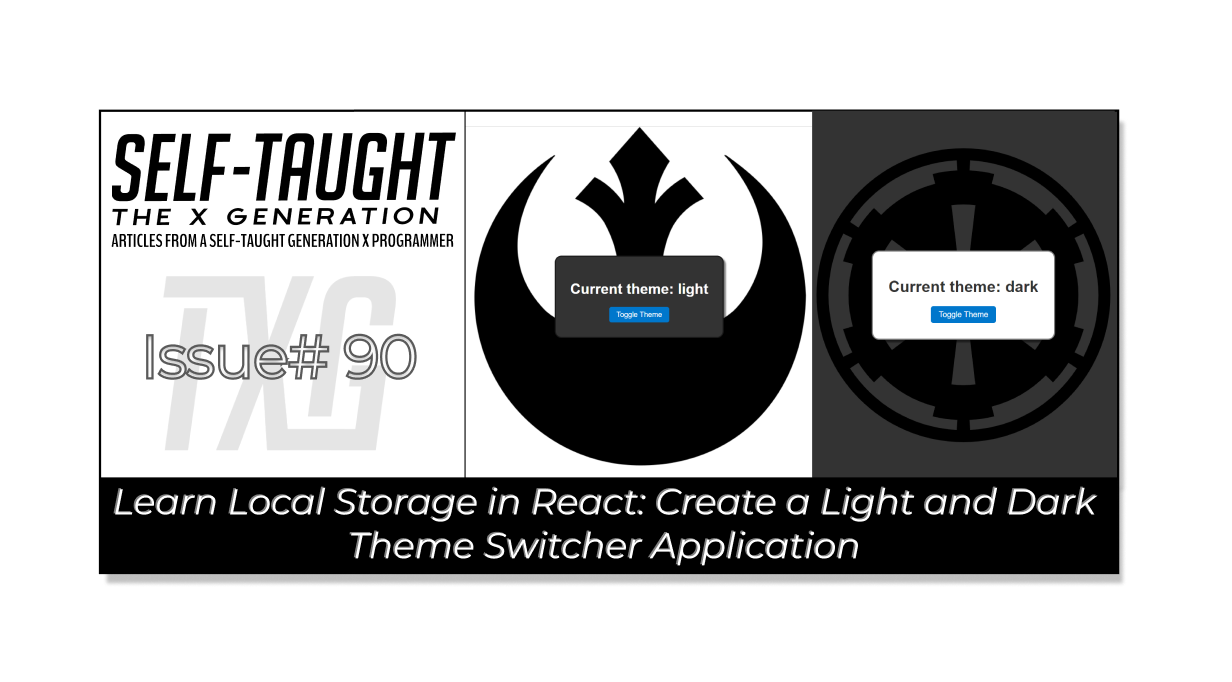 SELF-TAUGHT
THE X GENERATION
ARTICLES FROM A SELF-TAUGHT GENERATION X PROGRAMMER
TXG
Issue# 90
Current theme: light
Toggle Theme
Current theme: dark
Toggle Theme
Learn Local Storage in React: Create a Light and Dark
Theme Switcher Application